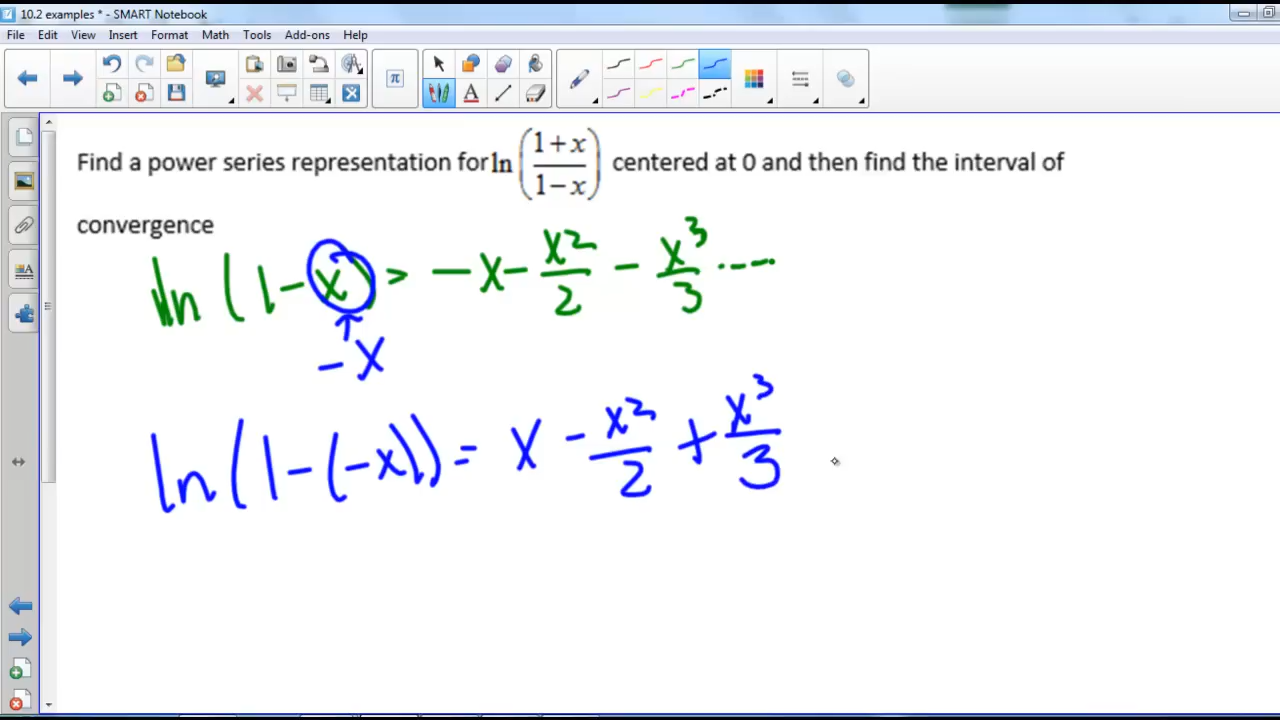 10.2 examples * - SMART Notebook
File Edit View Insert Format Math Tools Add-ons Help
π
A
Find a power series representation for ln (1+x / 1−x) centered at 0 and then find the interval of
convergence
ln (1−x) = −x − x²/2 − x³/3 ·----
−x
ln (1−(−x)) = x − x²/2 + x³/3